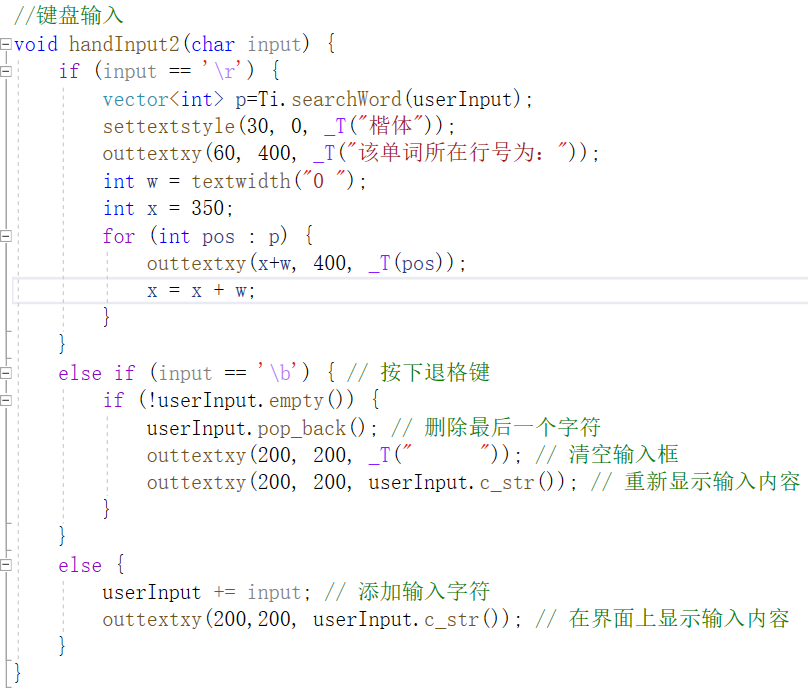 //键盘输入
void handInput2(char input) {
if (input == '\r') {
vector<int> p=Ti.searchWord(userInput);
settextstyle(30, 0, _T("楷体"));
outtextxy(60, 400, _T("该单词所在行号为: "));
int w = textwidth("0 ");
int x = 350;
for (int pos : p) {
outtextxy(x+w, 400, _T(pos));
x = x + w;
}
}
else if (input == '\b') { // 按下退格键
if (!userInput.empty()) {
userInput.pop_back(); // 删除最后一个字符
outtextxy(200, 200, _T("      ")); // 清空输入框
outtextxy(200, 200, userInput.c_str()); // 重新显示输入内容
}
}
else {
userInput += input; // 添加输入字符
outtextxy(200,200, userInput.c_str()); // 在界面上显示输入内容
}
}